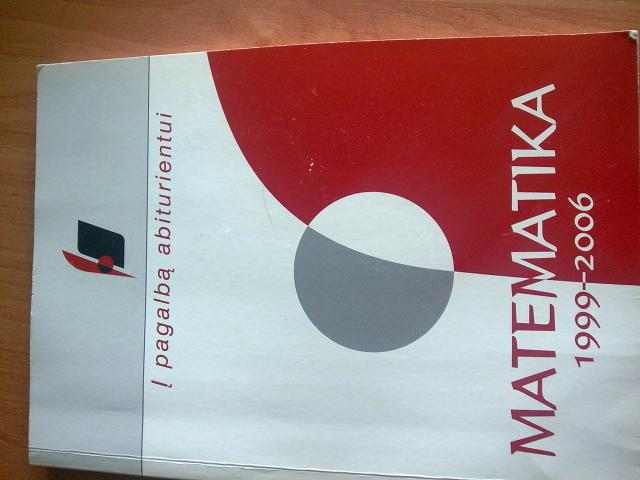 Į pagalbą abiturientui
MATEMATIKA
1999–2006